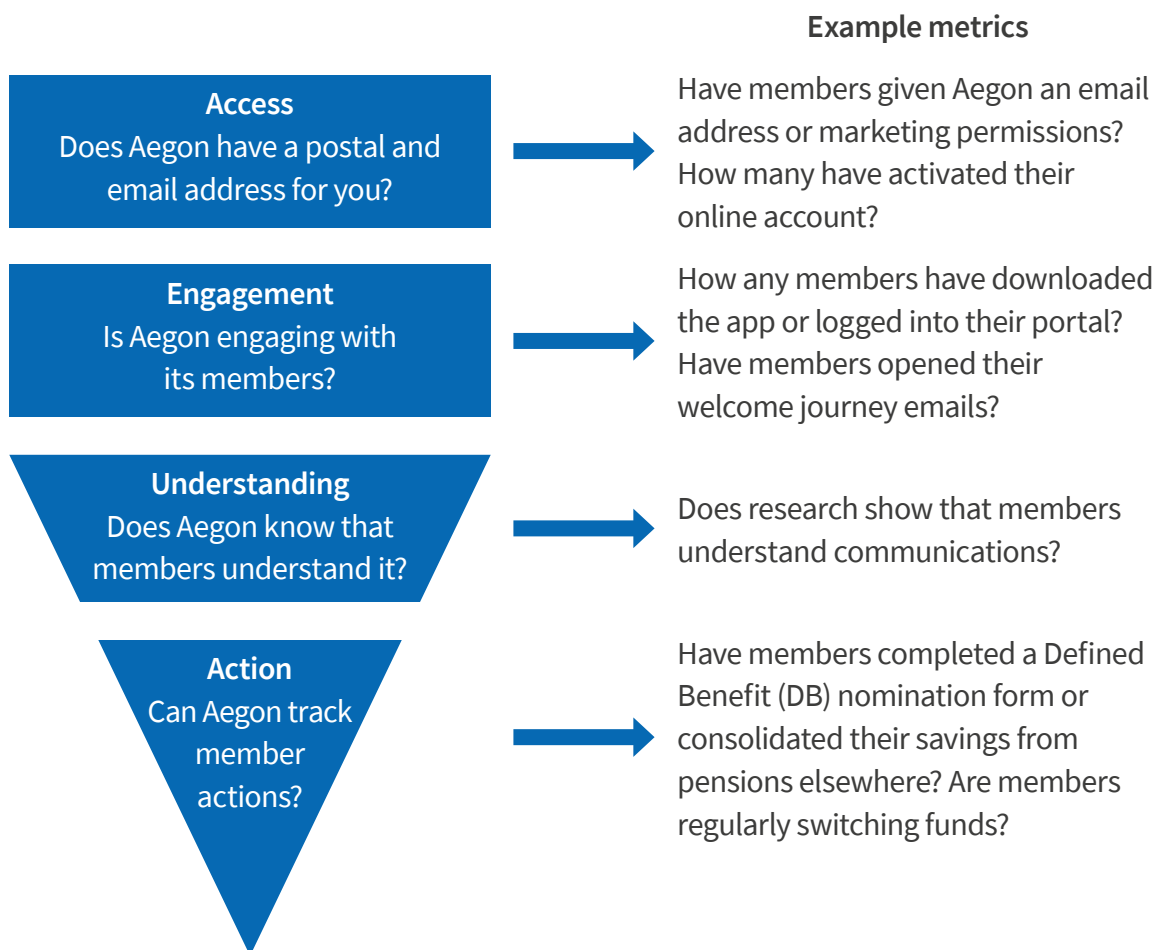 Example metrics
Access
Does Aegon have a postal and
email address for you?
Have members given Aegon an email
address or marketing permissions?
How many have activated their
online account?
Engagement
Is Aegon engaging with
its members?
How any members have downloaded
the app or logged into their portal?
Have members opened their
welcome journey emails?
Understanding
Does Aegon know that
members understand it?
Does research show that members
understand communications?
Action
Can Aegon track
member
actions?
Have members completed a Defined
Benefit (DB) nomination form or
consolidated their savings from
pensions elsewhere? Are members
regularly switching funds?